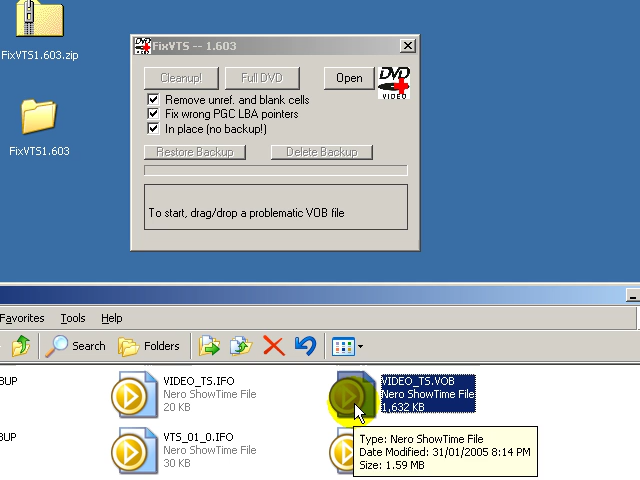 FixVTS1.603.zip
FixVTS1.603
FixVTS -- 1.603
Cleanup!
Full DVD
Open
DVD
VIDEO
Remove unref. and blank cells
Fix wrong PGC LBA pointers
In place (no backup!)
Restore Backup
Delete Backup
To start, drag/drop a problematic VOB file
Favorites Tools Help
Search Folders
BUP
VIDEO_TS.IFO
Nero ShowTime File
20 KB
VIDEO_TS.VOB
Nero ShowTime File
1,632 KB
BUP
VTS_01_0.IFO
Nero ShowTime File
30 KB
Type: Nero ShowTime File
Date Modified: 31/01/2005 8:14 PM
Size: 1.59 MB